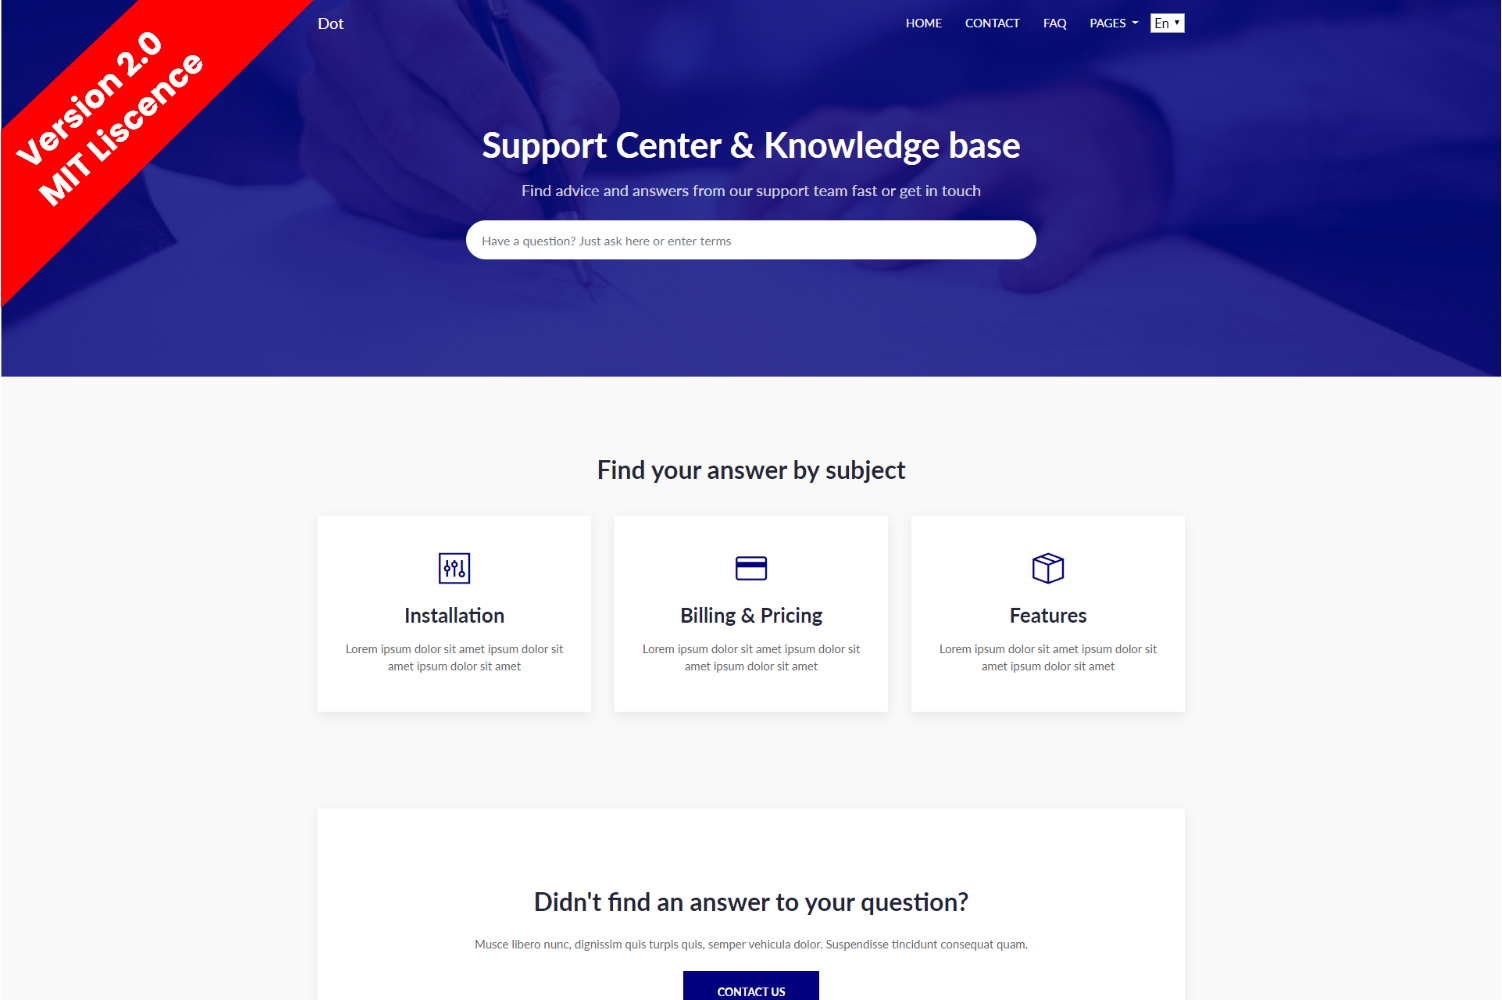 Version 2.0
MIT Liscence
Dot
HOME CONTACT FAQ PAGES En
Support Center & Knowledge base
Find advice and answers from our support team fast or get in touch
Have a question? Just ask here or enter terms
Find your answer by subject
Installation
Lorem ipsum dolor sit amet ipsum dolor sit
amet ipsum dolor sit amet
Billing & Pricing
Lorem ipsum dolor sit amet ipsum dolor sit
amet ipsum dolor sit amet
Features
Lorem ipsum dolor sit amet ipsum dolor sit
amet ipsum dolor sit amet
Didn't find an answer to your question?
Musce libero nunc, dignissim quis turpis quis, semper vehicula dolor. Suspendisse tincidunt consequat quam.
CONTACT US